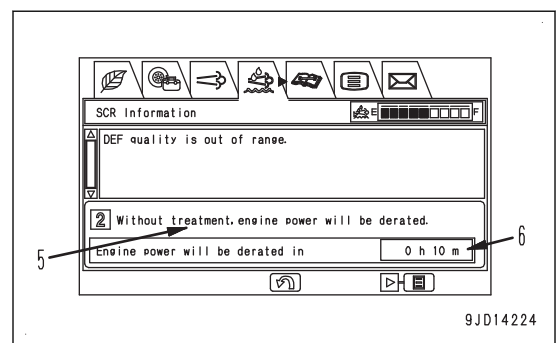 SCR Information
E F
DEF quality is out of range.
2 Without treatment, engine power will be derated.
Engine power will be derated in 0 h 10 m
5
6
9JD14224